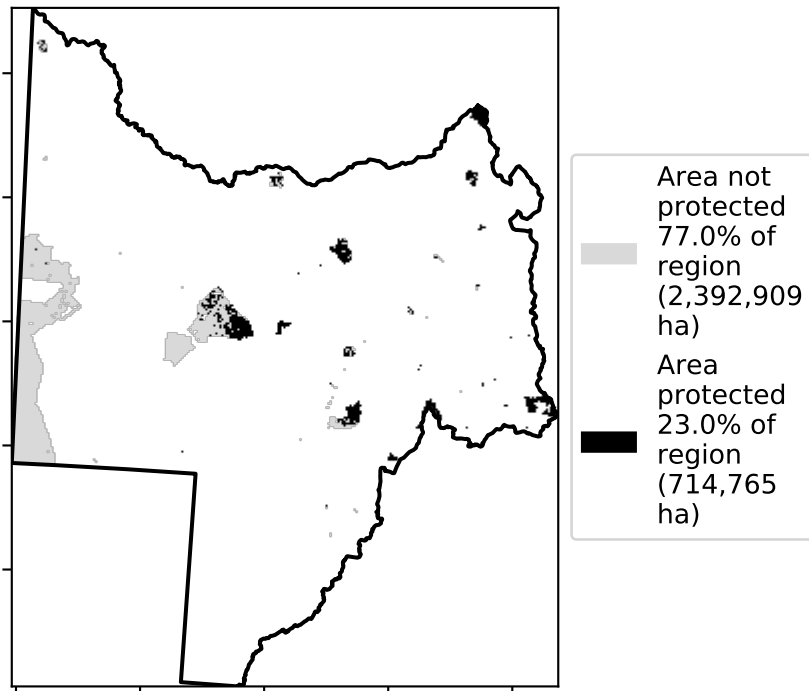 Area not
protected
77.0% of
region
(2,392,909
ha)
Area
protected
23.0% of
region
(714,765
ha)